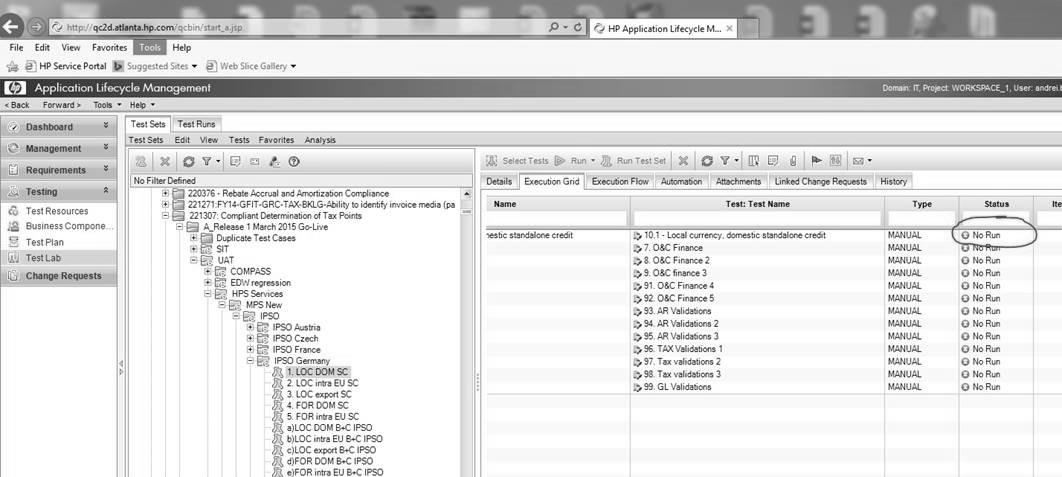 http://qc2d.atlanta.hp.com/qcbin/start_a.jsp
HP Application Lifecycle M...
File Edit View Favorites Tools Help
HP Service Portal Suggested Sites Web Slice Gallery
hp Application Lifecycle Management
Domain: IT, Project: WORKSPACE_1, User: andrei.b
< Back Forward > Tools Help
Dashboard
Management
Requirements
Testing
Test Resources
Business Compone...
Test Plan
Test Lab
Change Requests
Test Sets Test Runs
Test Sets Edit View Tests Favorites Analysis
No Filter Defined
220376 - Rebate Accrual and Amortization Compliance
221271:FY14-GFIT-GRC-TAX-BKLG-Ability to identify invoice media (pa
221307: Compliant Determination of Tax Points
A_Release 1 March 2015 Go-Live
Duplicate Test Cases
SIT
UAT
COMPASS
EDW regression
HPS Services
MPS New
IPSO
IPSO Austria
IPSO Czech
IPSO France
IPSO Germany
1. LOC DOM SC
2. LOC intra EU SC
3. LOC export SC
4. FOR DOM SC
5. FOR intra EU SC
a)LOC DOM B+C IPSO
b)LOC intra EU B+C IPSO
c)LOC export B+C IPSO
d)FOR DOM B+C IPSO
e)FOR intra EU B+C IPSO
Select Tests Run Run Test Set
Details Execution Grid Execution Flow Automation Attachments Linked Change Requests History
Name Test: Test Name Type Status Ite
mestic standalone credit 10.1 - Local currency, domestic standalone credit MANUAL No Run
7. O&C Finance MANUAL No Run
8. O&C Finance 2 MANUAL No Run
9. O&C finance 3 MANUAL No Run
91. O&C Finance 4 MANUAL No Run
92. O&C Finance 5 MANUAL No Run
93. AR Validations MANUAL No Run
94. AR Validations 2 MANUAL No Run
95. AR Validations 3 MANUAL No Run
96. TAX Validations 1 MANUAL No Run
97. Tax validations 2 MANUAL No Run
98. Tax validations 3 MANUAL No Run
99. GL Validations MANUAL No Run